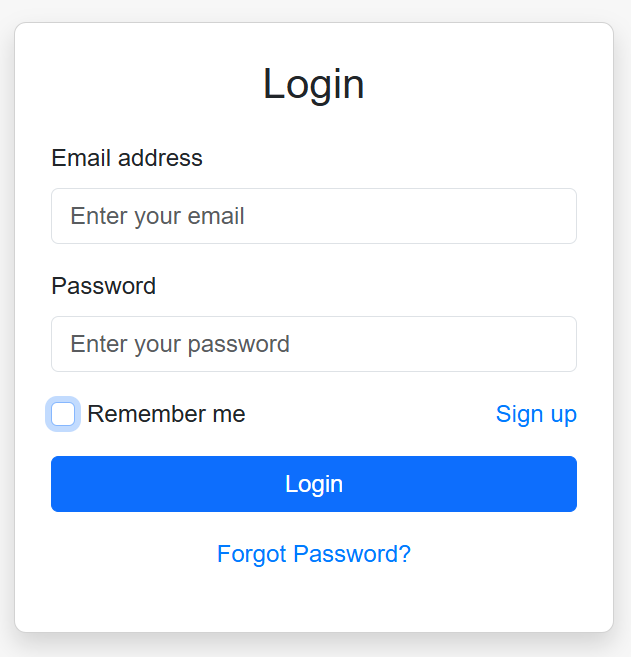 Login
Email address
Enter your email
Password
Enter your password
Remember me Sign up
Login
Forgot Password?